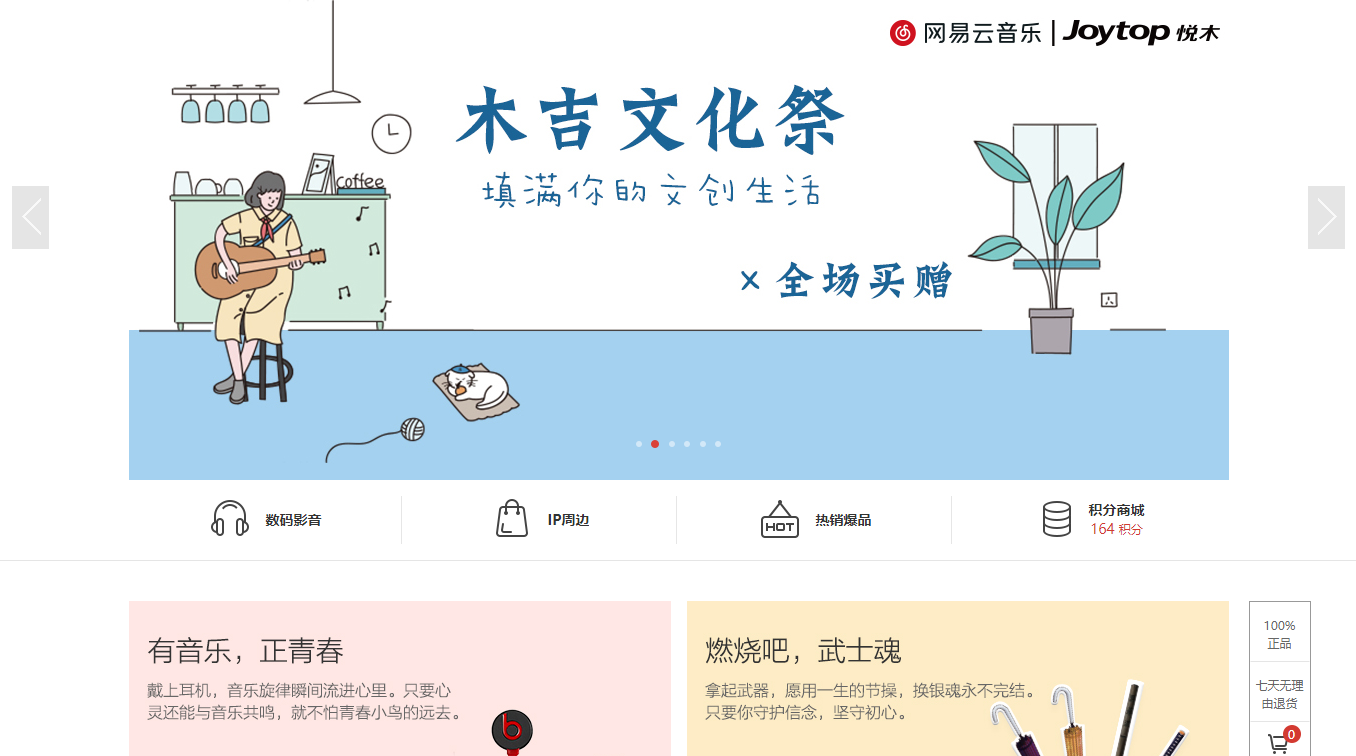 网易云音乐 | Joytop 悦木
木吉文化祭
coffee
填满你的文创生活
× 全场买赠
数码影音
IP周边
HOT
热销爆品
积分商城
164 积分
有音乐，正青春
戴上耳机，音乐旋律瞬间流进心里。只要心
灵还能与音乐共鸣，就不怕青春小鸟的远去。
燃烧吧，武士魂
拿起武器，愿用一生的节操，换银魂永不完结。
只要你守护信念，坚守初心。
100%
正品
七天无理
由退货
0